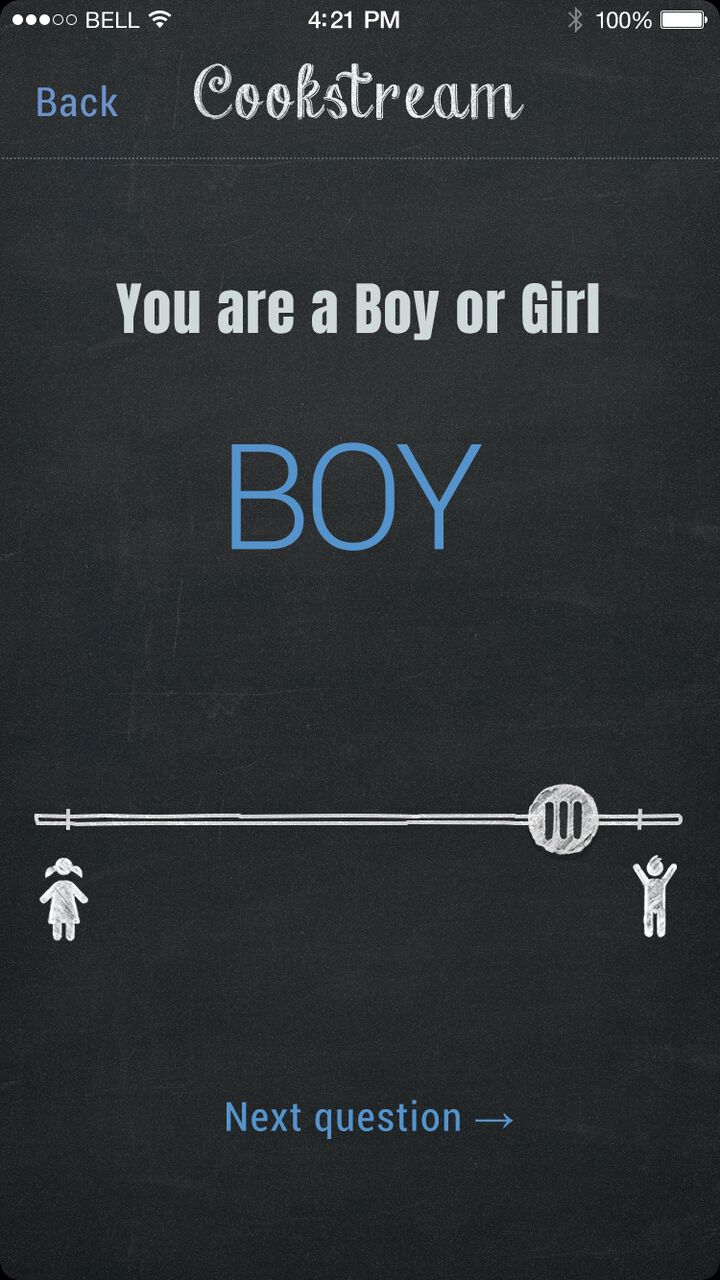 BELL 4:21 PM 100%
Back Cookstream
You are a Boy or Girl
BOY
Next question →